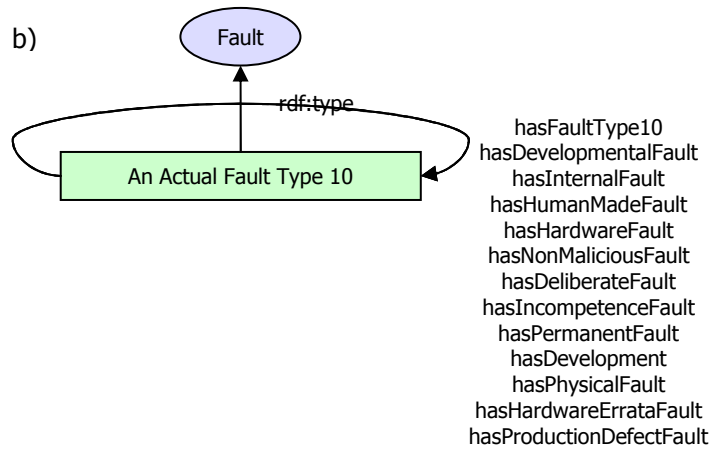 b)
Fault
rdf:type
An Actual Fault Type 10
hasFaultType10
hasDevelopmentalFault
hasInternalFault
hasHumanMadeFault
hasHardwareFault
hasNonMaliciousFault
hasDeliberateFault
hasIncompetenceFault
hasPermanentFault
hasDevelopment
hasPhysicalFault
hasHardwareErrataFault
hasProductionDefectFault